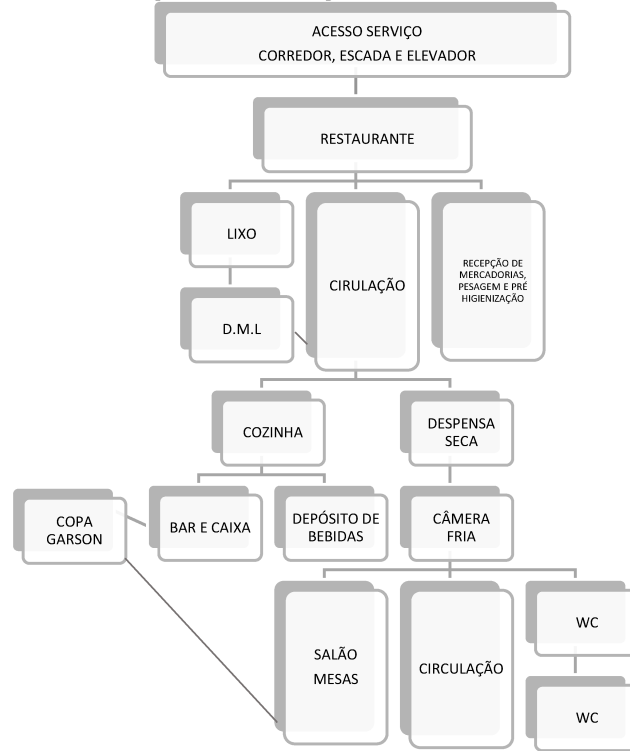 ACESSO SERVIÇO
CORREDOR, ESCADA E ELEVADOR
RESTAURANTE
LIXO
CIRULAÇÃO
RECEPÇÃO DE
MERCADORIAS,
PESAGEM E PRÉ
HIGIENIZAÇÃO
D.M.L
COZINHA
DESPENSA
SECA
COPA
GARSON
BAR E CAIXA
DEPÓSITO DE
BEBIDAS
CÂMERA
FRIA
SALÃO
MESAS
CIRCULAÇÃO
WC
WC